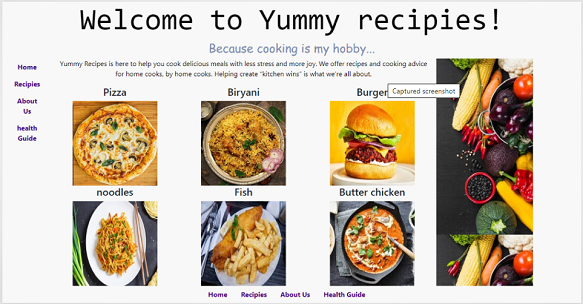 Welcome to Yummy recipies!
Because cooking is my hobby...
Home
Recipies
About
Us
health
Guide
Yummy Recipes is here to help you cook delicious meals with less stress and more joy. We offer recipes and cooking advice
for home cooks, by home cooks. Helping create "kitchen wins" is what we're all about.
Pizza
Biryani
Burger
Captured screenshot
noodles
Fish
Butter chicken
Home Recipies About Us Health Guide